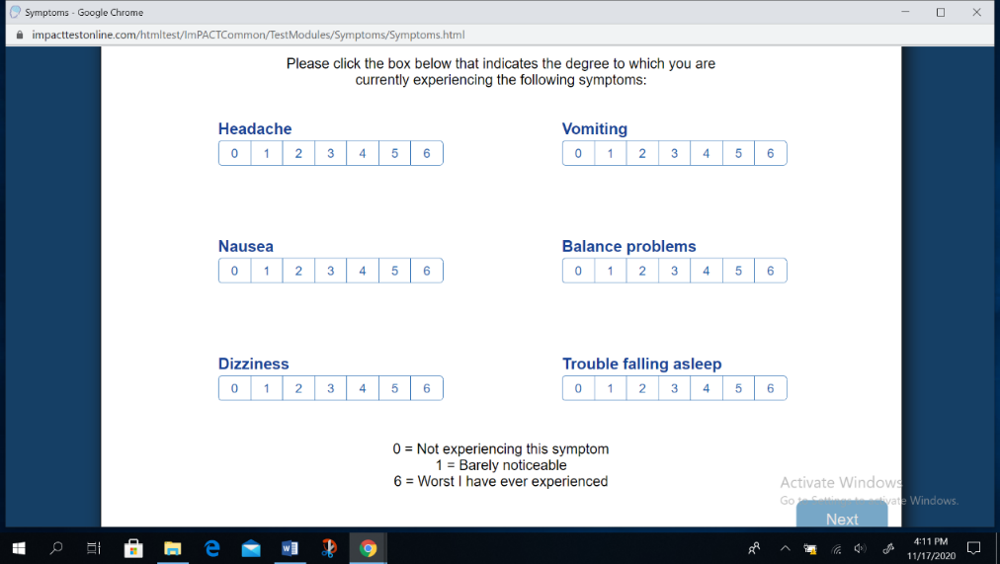 Symptoms - Google Chrome
impacttestonline.com/htmltest/ImPACTCommon/TestModules/Symptoms/Symptoms.html
Please click the box below that indicates the degree to which you are
currently experiencing the following symptoms:
Headache
0 1 2 3 4 5 6
Vomiting
0 1 2 3 4 5 6
Nausea
0 1 2 3 4 5 6
Balance problems
0 1 2 3 4 5 6
Dizziness
0 1 2 3 4 5 6
Trouble falling asleep
0 1 2 3 4 5 6
0 = Not experiencing this symptom
1 = Barely noticeable
6 = Worst I have ever experienced
Activate Windows
Go to Settings to activate Windows.
Next
4:11 PM
11/17/2020